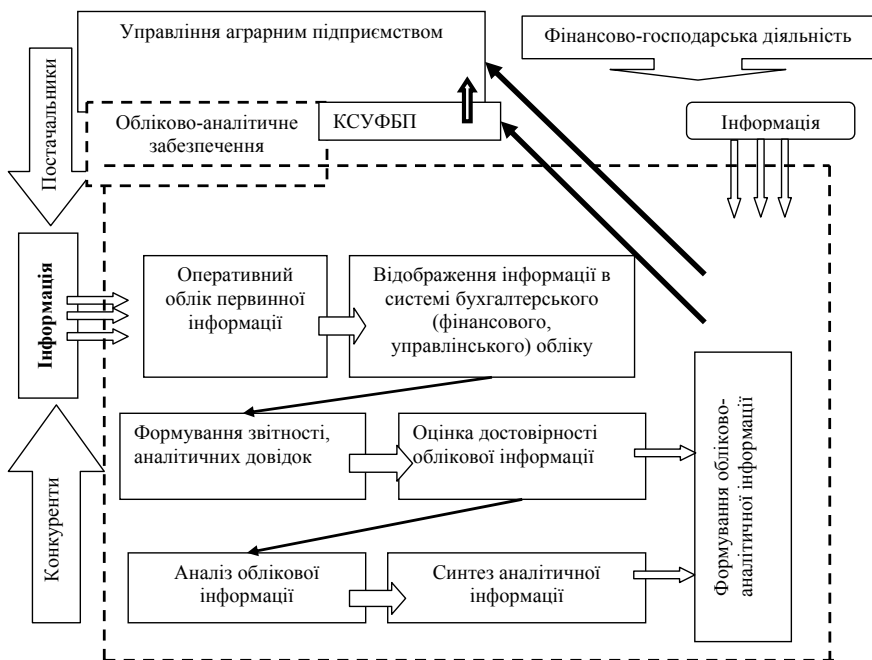 Управління аграрним підприємством
Фінансово-господарська діяльність
Постачальники
Обліково-аналітичне
забезпечення
КСУФБП
Інформація
Інформація
Оперативний
облік первинної
інформації
Відображення інформації в
системі бухгалтерського
(фінансового,
управлінського) обліку
Формування звітності,
аналітичних довідок
Оцінка достовірності
облікової інформації
Формування обліково-
аналітичної інформації
Конкуренти
Аналіз облікової
інформації
Синтез аналітичної
інформації